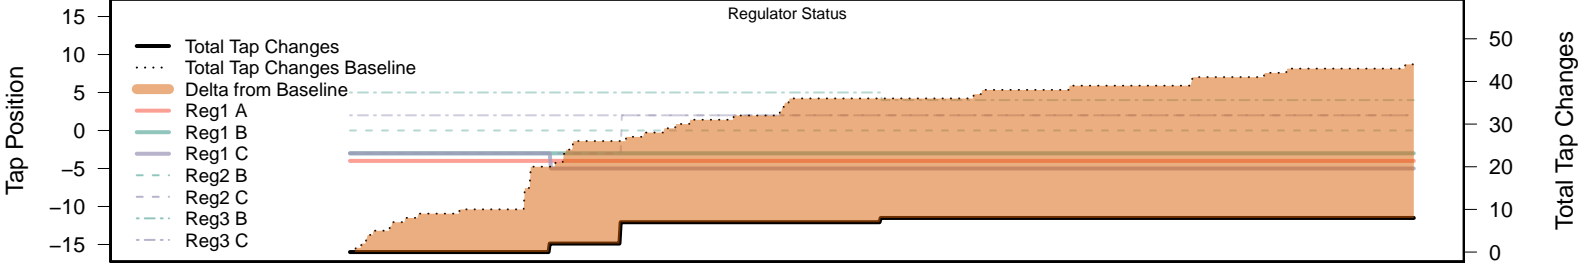 Regulator Status
Tap Position
15
10
5
0
−5
−10
−15
Total Tap Changes
Total Tap Changes Baseline
Delta from Baseline
Reg1 A
Reg1 B
Reg1 C
Reg2 B
Reg2 C
Reg3 B
Reg3 C
50
40
30
20
10
0
Total Tap Changes